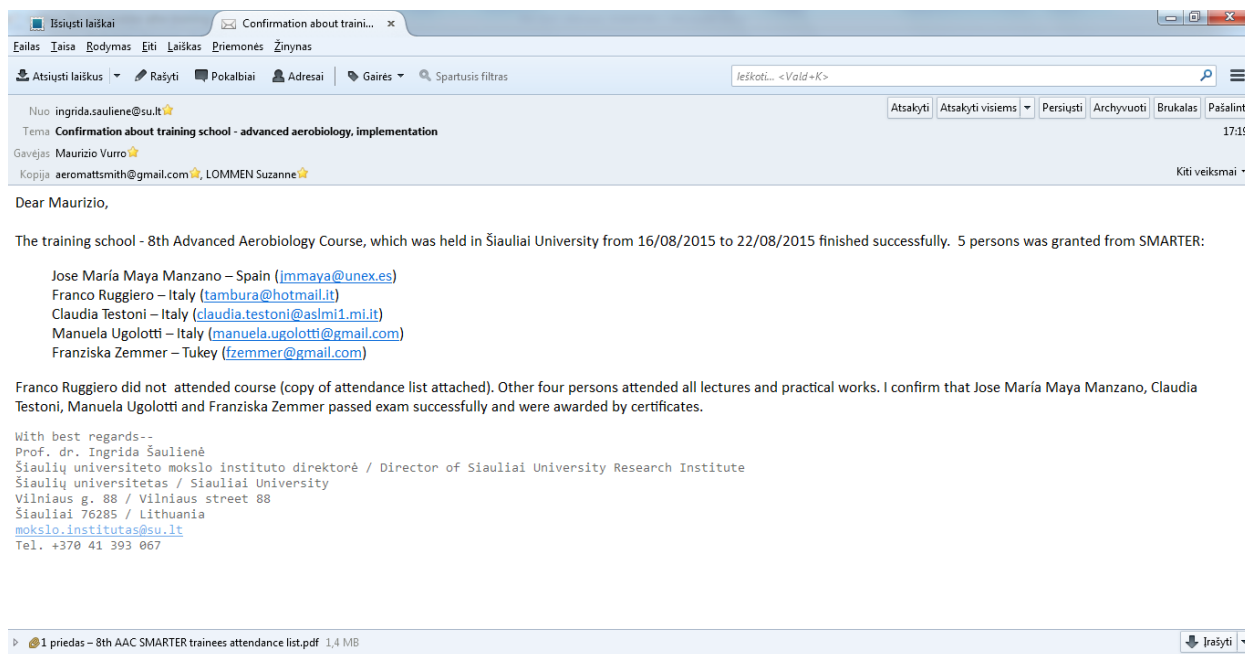 Išsiųsti laiškai
Confirmation about traini... ×
Failas Taisa Rodymas Eiti Laiškas Priemonės Žinynas
Atsiųsti laiškus Rašyti Pokalbiai Adresai Gairės Spartusis filtras Ieškoti... <Vald+K>
Nuo ingrida.sauliene@su.lt Atsakyti Atsakyti visiems Persiųsti Archyvuoti Brukalas Pašalint
Tema Confirmation about training school - advanced aerobiology, implementation 17:19
Gavėjas Maurizio Vurro
Kopija aeromattsmith@gmail.com, LOMMEN Suzanne Kiti veiksmai
Dear Maurizio,
The training school - 8th Advanced Aerobiology Course, which was held in Šiauliai University from 16/08/2015 to 22/08/2015 finished successfully. 5 persons was granted from SMARTER:
Jose María Maya Manzano – Spain (jmmaya@unex.es)
Franco Ruggiero – Italy (tambura@hotmail.it)
Claudia Testoni – Italy (claudia.testoni@aslmi1.mi.it)
Manuela Ugolotti – Italy (manuela.ugolotti@gmail.com)
Franziska Zemmer – Tukey (fzemmer@gmail.com)
Franco Ruggiero did not attended course (copy of attendance list attached). Other four persons attended all lectures and practical works. I confirm that Jose María Maya Manzano, Claudia
Testoni, Manuela Ugolotti and Franziska Zemmer passed exam successfully and were awarded by certificates.
With best regards--
Prof. dr. Ingrida Šaulienė
Šiaulių universiteto mokslo instituto direktorė / Director of Siauliai University Research Institute
Šiaulių universitetas / Siauliai University
Vilniaus g. 88 / Vilniaus street 88
Šiauliai 76285 / Lithuania
mokslo.institutas@su.lt
Tel. +370 41 393 067
1 priedas – 8th AAC SMARTER trainees attendance list.pdf 1,4 MB Įrašyti